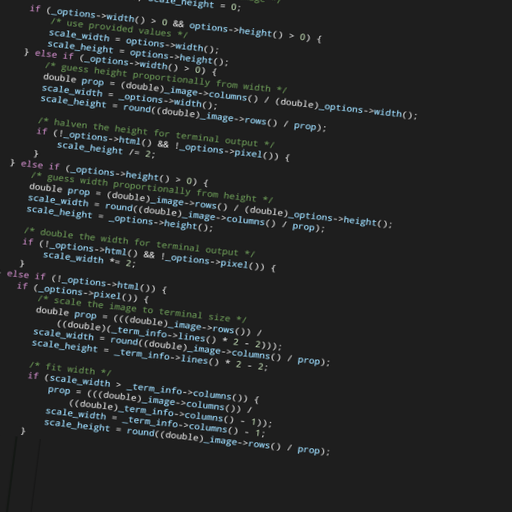 scale_height = 0;
if (_options->width() > 0 && options->height() > 0) {
/* use provided values */
scale_width = options->width();
scale_height = options->height();
} else if (_options->width() > 0) {
/* guess height proportionally from width */
double prop = (double)_image->columns() / (double)_options->width();
scale_width = _options->width();
scale_height = round((double)_image->rows() / prop);
/* halven the height for terminal output */
if (!_options->html() && !_options->pixel()) {
scale_height /= 2;
}
} else if (_options->height() > 0) {
/* guess width proportionally from height */
double prop = (double)_image->rows() / (double)_options->height();
scale_width = round((double)_image->columns() / prop);
scale_height = _options->height();
/* double the width for terminal output */
if (!_options->html() && !_options->pixel()) {
scale_width *= 2;
}
else if (!_options->html()) {
if (_options->pixel()) {
/* scale the image to terminal size */
double prop = (((double)_image->rows()) /
((double)(_term_info->lines() * 2 - 2)));
scale_width = round((double)_image->columns() / prop);
scale_height = _term_info->lines() * 2 - 2;
/* fit width */
if (scale_width > _term_info->columns()) {
prop = (((double)_image->columns()) /
((double)_term_info->columns() - 1));
scale_width = _term_info->columns() - 1;
scale_height = round((double)_image->rows() / prop);
}